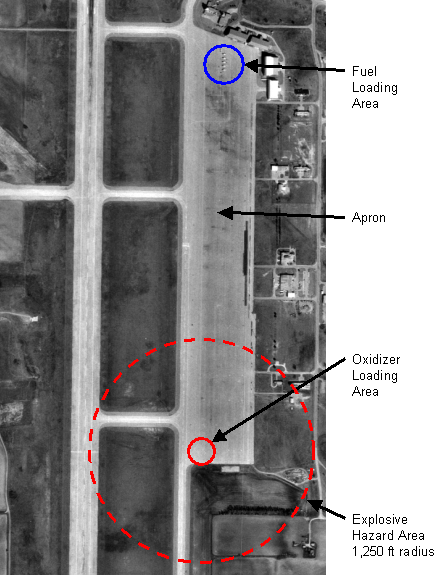 Fuel
Loading
Area
Apron
Oxidizer
Loading
Area
Explosive
Hazard Area
1,250 ft radius